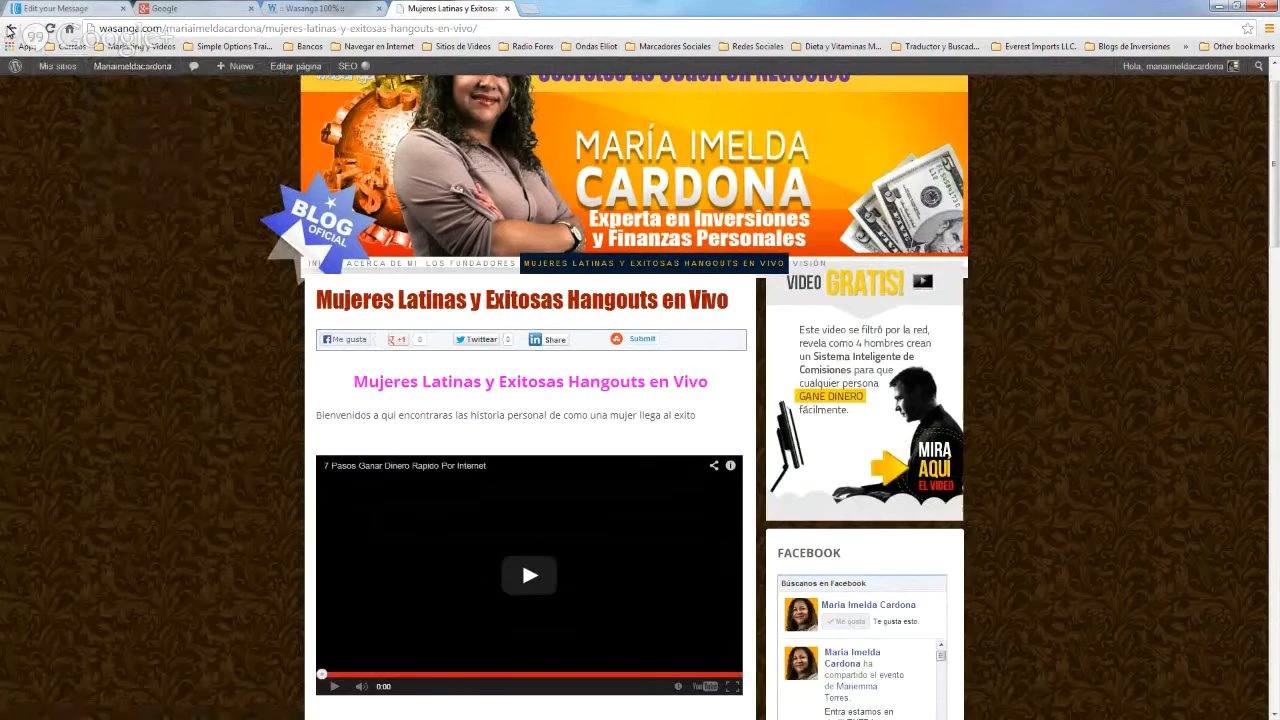 Edit your Message
Google
:: Wasanga 100% ::
Mujeres Latinas y Exitosas
wasanga.com/mariaimeldacardona/mujeres-latinas-y-exitosas-hangouts-en-vivo/
Apps
Cursos
Manejo
Simple Options Trai...
Bancos
Navegar en Internet
Sitios de Videos
Radio Forex
Ondas Elliot
Marcadores Sociales
Redes Sociales
Dieta y Vitaminas M...
Traductor y Buscad...
Everest Imports LLC.
Blogs de Inversiones
»
Other bookmarks
Mis sitios
Mariameldacardona
Nuevo
Editar página
SEO
Hola, mariaimeldacardona
MARÍA IMELDA
CARDONA
Experta en Inversiones
y Finanzas Personales
BLOG
OFICIAL
ACERCA DE MI
LOS FUNDADORES
MUJERES LATINAS Y EXITOSAS HANGOUTS EN VIVO
VISIÓN
Mujeres Latinas y Exitosas Hangouts en Vivo
Me gusta
+1
0
Twittear
0
Share
Submit
Mujeres Latinas y Exitosas Hangouts en Vivo
Bienvenidos a qui encontraras las historia personal de como una mujer llega al exito
7 Pasos Ganar Dinero Rapido Por Internet
0:00
YouTube
VIDEO GRATIS!
Este video se filtró por la red,
revela como 4 hombres crean
un Sistema Inteligente de
Comisiones para que
cualquier persona
GANE DINERO
fácilmente.
MIRA
AQUI
EL VIDEO
FACEBOOK
Búscanos en Facebook
Maria Imelda Cardona
Me gusta
Te gusta esto.
María Imelda
Cardona ha
compartido el evento
de Mariemma
Torres.
Entra estamos en